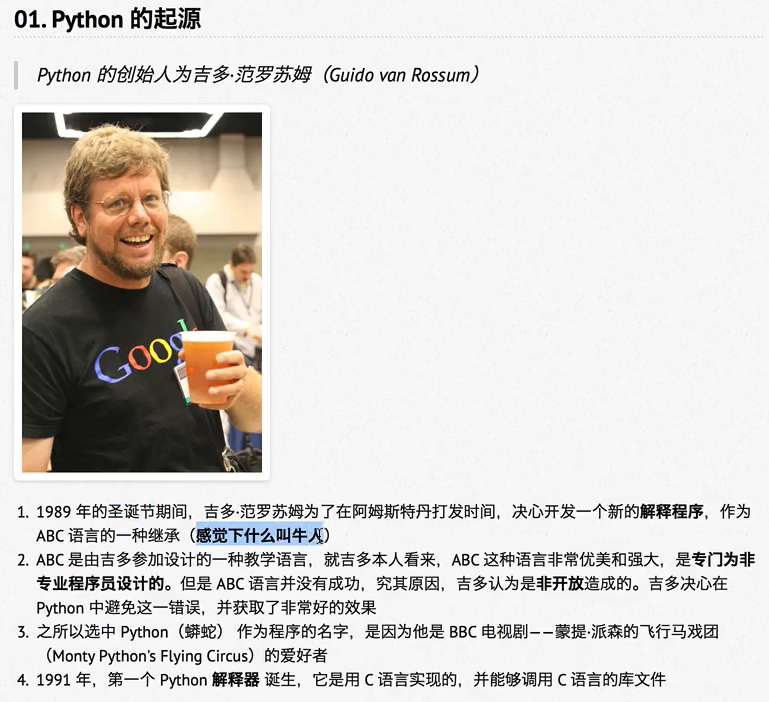 01. Python 的起源
Python 的创始人为吉多·范罗苏姆（Guido van Rossum）
Google
1. 1989 年的圣诞节期间，吉多·范罗苏姆为了在阿姆斯特丹打发时间，决心开发一个新的解释程序，作为
ABC 语言的一种继承（感觉下什么叫牛人）
2. ABC 是由吉多参加设计的一种教学语言，就吉多本人看来，ABC 这种语言非常优美和强大，是专门为非
专业程序员设计的。但是 ABC 语言并没有成功，究其原因，吉多认为是非开放造成的。吉多决心在
Python 中避免这一错误，并获取了非常好的效果
3. 之所以选中 Python（蟒蛇） 作为程序的名字，是因为他是 BBC 电视剧——蒙提·派森的飞行马戏团
（Monty Python's Flying Circus）的爱好者
4. 1991 年，第一个 Python 解释器 诞生，它是用 C 语言实现的，并能够调用 C 语言的库文件